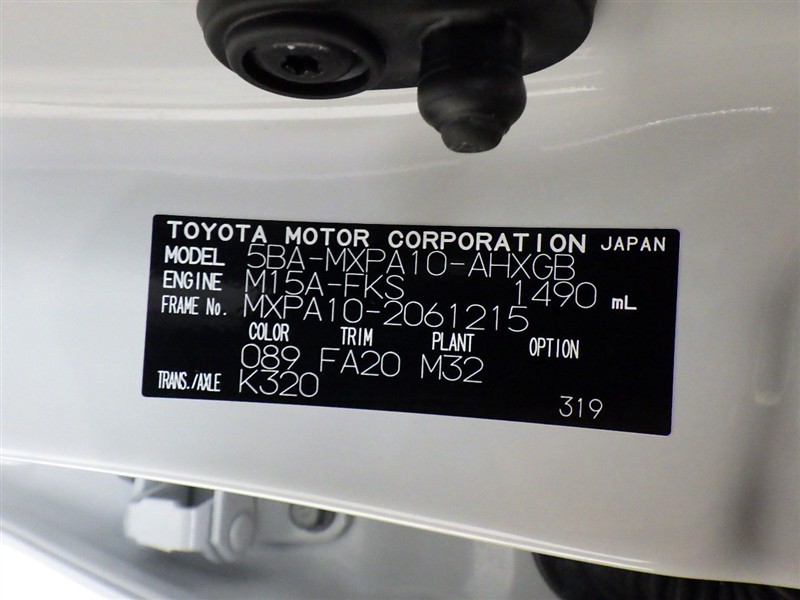 TOYOTA MOTOR CORPORATION JAPAN
MODEL 5BA-MXPA10-AHXGB
ENGINE M15A-FKS 1490 mL
FRAME No. MXPA10-2061215
COLOR TRIM PLANT OPTION
089 FA20 M32
TRANS./AXLE K320
319